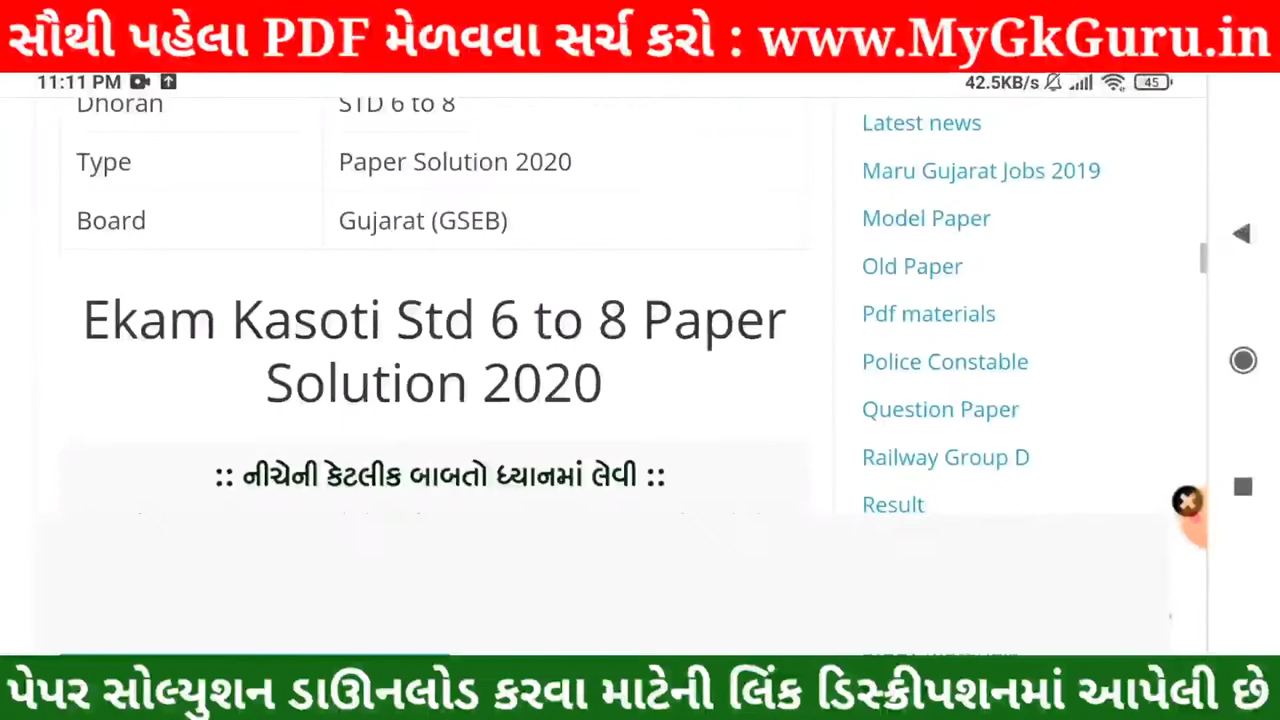 સૌથી પહેલા PDF મેળવવા સર્ચ કરો : www.MyGkGuru.in
11:11 PM 42.5KB/s 45
Dhoran STD 6 to 8
Type Paper Solution 2020
Board Gujarat (GSEB)
Ekam Kasoti Std 6 to 8 Paper
Solution 2020
:: નીચેની કેટલીક બાબતો ધ્યાનમાં લેવી ::
Latest news
Maru Gujarat Jobs 2019
Model Paper
Old Paper
Pdf materials
Police Constable
Question Paper
Railway Group D
Result
પેપર સોલ્યુશન ડાઊનલોડ કરવા માટેની લિંક ડિસ્ક્રીપશનમાં આપેલી છે